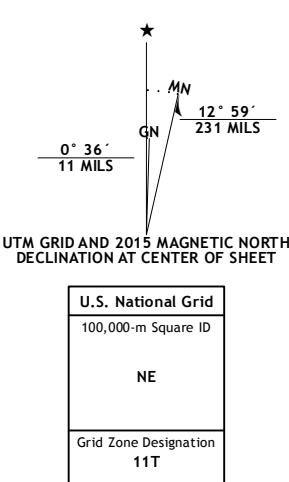 ★
MN
GN
12° 59´
231 MILS
0° 36´
11 MILS
UTM GRID AND 2015 MAGNETIC NORTH
DECLINATION AT CENTER OF SHEET
U.S. National Grid
100,000-m Square ID
NE
Grid Zone Designation
11T